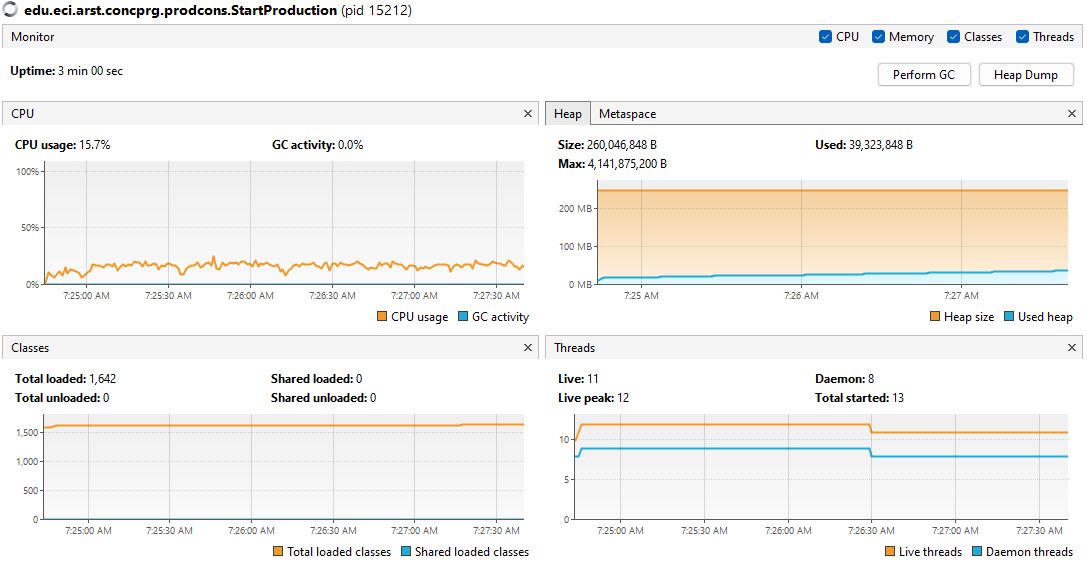 edu.eci.arst.concprg.prodcons.StartProduction (pid 15212)
Monitor
CPU Memory Classes Threads
Uptime: 3 min 00 sec
Perform GC Heap Dump
CPU
CPU usage: 15.7% GC activity: 0.0%
100%
50%
0%
7:25:00 AM 7:25:30 AM 7:26:00 AM 7:26:30 AM 7:27:00 AM 7:27:30 AM
CPU usage GC activity
Heap Metaspace
Size: 260,046,848 B Used: 39,323,848 B
Max: 4,141,875,200 B
200 MB
100 MB
0 MB
7:25 AM 7:26 AM 7:27 AM
Heap size Used heap
Classes
Total loaded: 1,642 Shared loaded: 0
Total unloaded: 0 Shared unloaded: 0
1,500
1,000
500
0
7:25:00 AM 7:25:30 AM 7:26:00 AM 7:26:30 AM 7:27:00 AM 7:27:30 AM
Total loaded classes Shared loaded classes
Threads
Live: 11 Daemon: 8
Live peak: 12 Total started: 13
10
5
0
7:25:00 AM 7:25:30 AM 7:26:00 AM 7:26:30 AM 7:27:00 AM 7:27:30 AM
Live threads Daemon threads